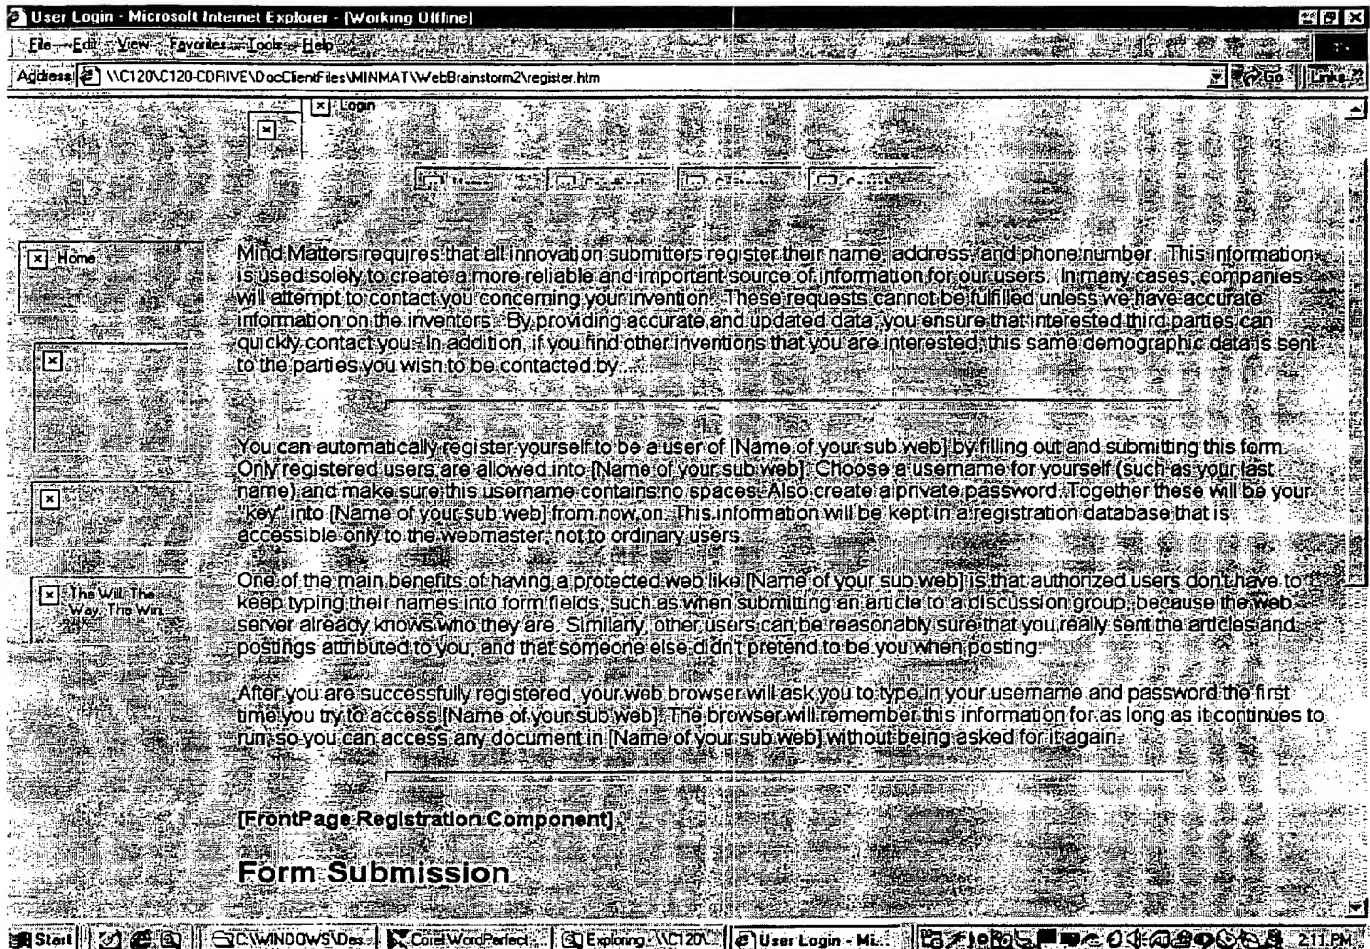 User Login - Microsoft Internet Explorer - [Working Offline]
File Edit View Favorites Tools Help
Address \\C120\C120-CDRIVE\DocClientFiles\MINMAT\WebBrainstorm2\register.htm Go Links
Login
Home
Mind Matters requires that all innovation submitters register their name, address, and phone number. This information
is used solely to create a more reliable and important source of information for our users. In many cases, companies
will attempt to contact you concerning your invention. These requests cannot be fulfilled unless we have accurate
information on the inventors. By providing accurate and updated data, you ensure that interested third parties can
quickly contact you. In addition, if you find other inventions that you are interested, this same demographic data is sent
to the parties you wish to be contacted by......
You can automatically register yourself to be a user of [Name of your sub web] by filling out and submitting this form.
Only registered users are allowed into [Name of your sub web]. Choose a username for yourself (such as your last
name) and make sure this username contains no spaces. Also create a private password. Together these will be your
"key" into [Name of your sub web] from now on. This information will be kept in a registration database that is
accessible only to the webmaster, not to ordinary users.
The Will, The
Way, The Win
One of the main benefits of having a protected web like [Name of your sub web] is that authorized users don't have to
keep typing their names into form fields, such as when submitting an article to a discussion group, because the web
server already knows who they are. Similarly, other users can be reasonably sure that you really sent the articles and
postings attributed to you, and that someone else didn't pretend to be you when posting.
After you are successfully registered, your web browser will ask you to type in your username and password the first
time you try to access [Name of your sub web]. The browser will remember this information for as long as it continues to
run, so you can access any document in [Name of your sub web] without being asked for it again.
[FrontPage Registration Component]
Form Submission
Start C:\WINDOWS\Des... Corel WordPerfect... Exploring - \\C120\... User Login - Mi... 2:11 PM